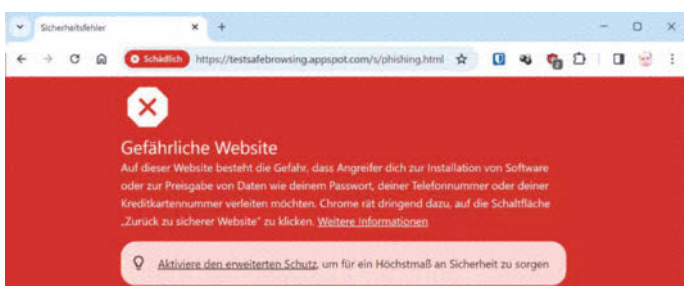 Sicherheitsfehler
Schädlich https://testsafebrowsing.appspot.com/s/phishing.html
Gefährliche Website
Auf dieser Website besteht die Gefahr, dass Angreifer dich zur Installation von Software
oder zur Preisgabe von Daten wie deinem Passwort, deiner Telefonnummer oder deiner
Kreditkartennummer verleiten möchten. Chrome rät dringend dazu, auf die Schaltfläche
„Zurück zu sicherer Website“ zu klicken. Weitere Informationen
Aktiviere den erweiterten Schutz, um für ein Höchstmaß an Sicherheit zu sorgen